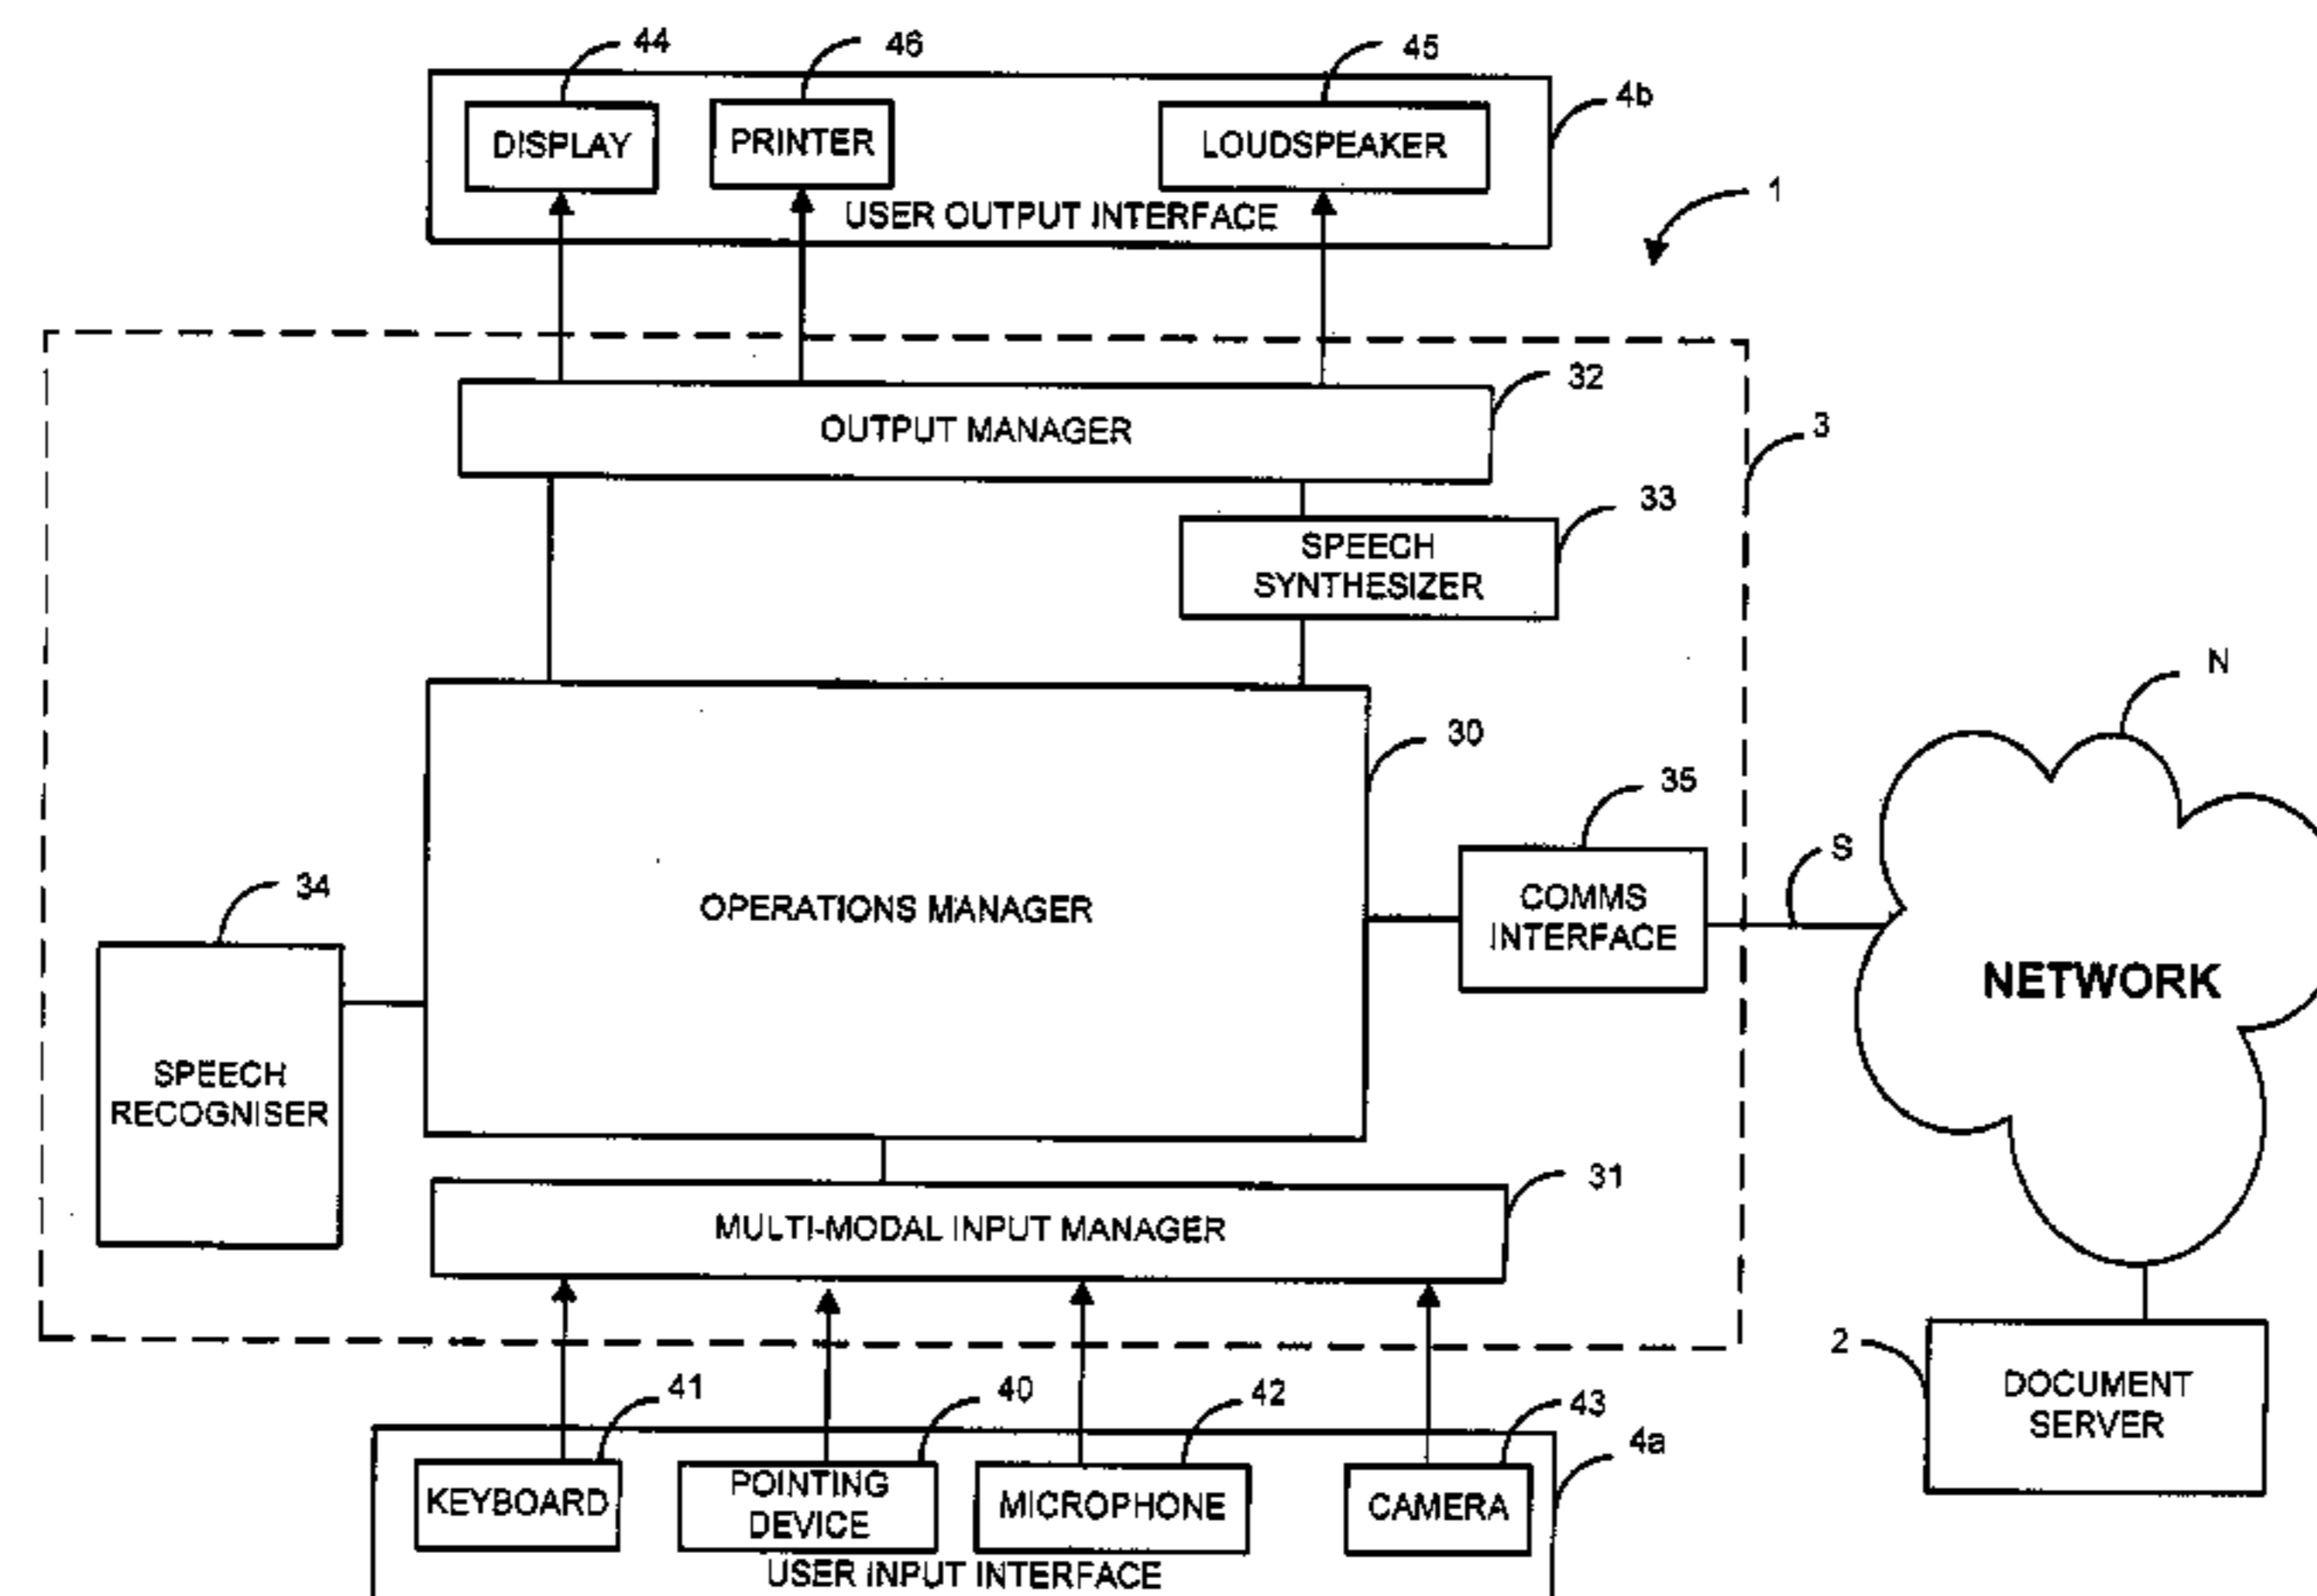 44
46
45
4b
DISPLAY
PRINTER
LOUDSPEAKER
USER OUTPUT INTERFACE
1
32
OUTPUT MANAGER
3
33
SPEECH
SYNTHESIZER
N
30
35
S
34
OPERATIONS MANAGER
COMMS
INTERFACE
NETWORK
SPEECH
RECOGNISER
31
MULTI-MODAL INPUT MANAGER
2
DOCUMENT
SERVER
41
40
42
43
4a
KEYBOARD
POINTING
DEVICE
MICROPHONE
CAMERA
USER INPUT INTERFACE